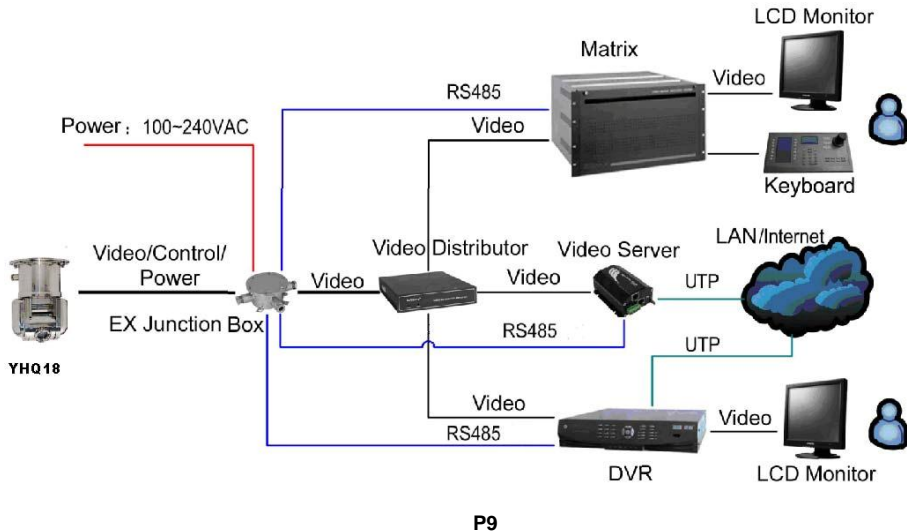 LCD Monitor
Matrix
RS485
Video
Power：100~240VAC
Video
Keyboard
Video/Control/
Power
Video Distributor
Video Server
LAN/Internet
Video
Video
UTP
EX Junction Box
RS485
UTP
YHQ18
Video
Video
RS485
DVR
LCD Monitor
P9